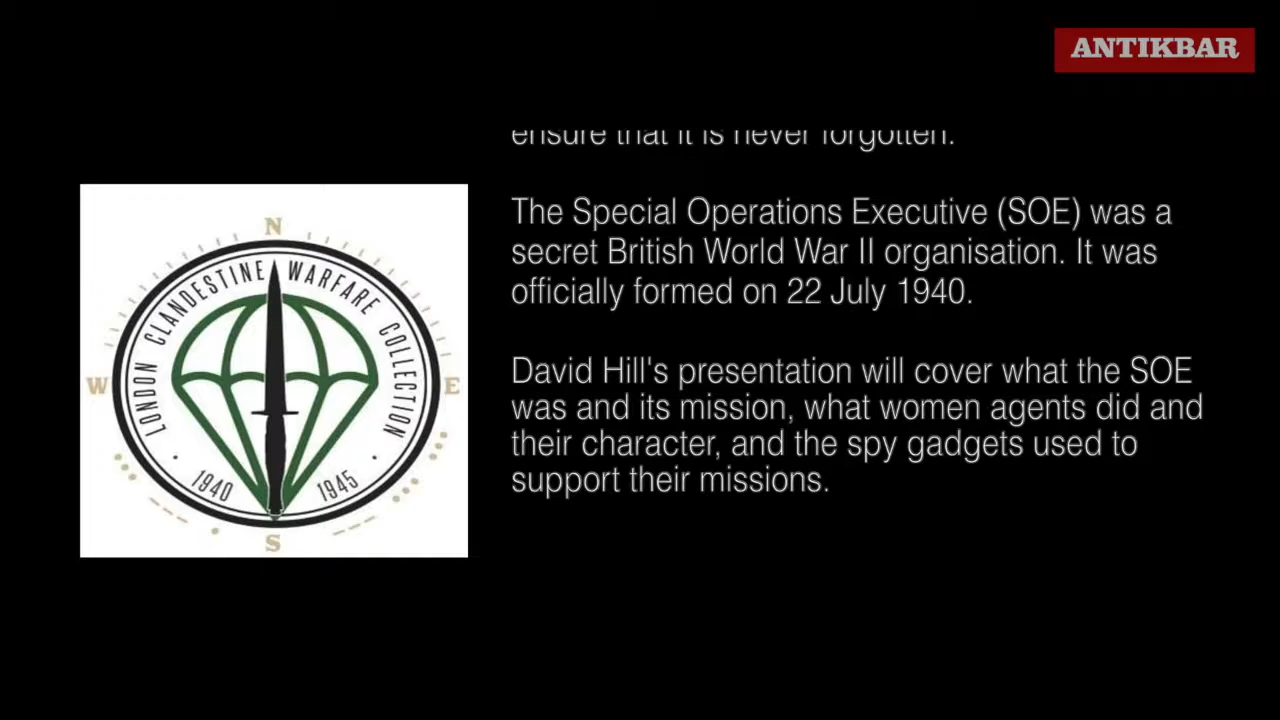 ANTIKBAR
ensure that it is never forgotten.
The Special Operations Executive (SOE) was a
secret British World War II organisation. It was
officially formed on 22 July 1940.
David Hill's presentation will cover what the SOE
was and its mission, what women agents did and
their character, and the spy gadgets used to
support their missions.
N
LONDON CLANDESTINE WARFARE COLLECTION
W
E
1940
1945
S